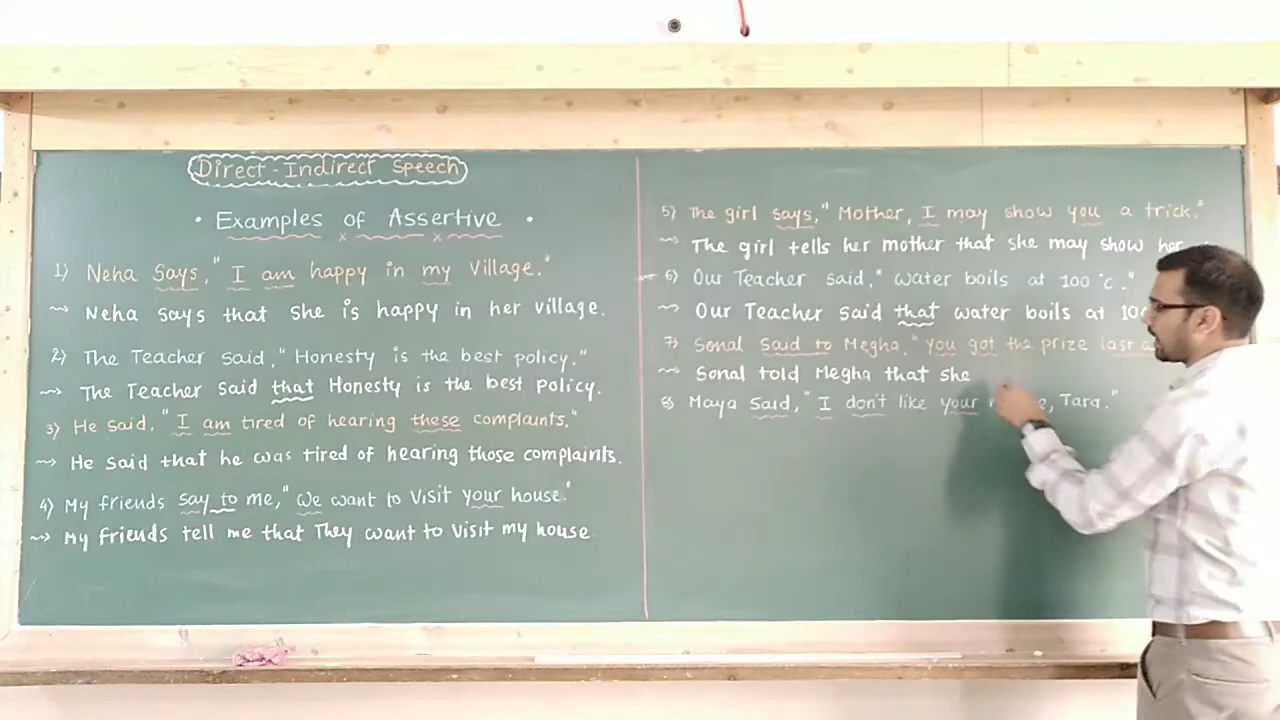 Direct-Indirect Speech
• Examples of Assertive •
1) Neha Says, "I am happy in my Village."
~> Neha says that she is happy in her village.
2) The Teacher Said," Honesty is the best policy."
~> The Teacher Said that Honesty is the best policy.
3) He Said, "I am tired of hearing these complaints."
~> He Said that he was tired of hearing those complaints.
4) My friends say to me," We want to Visit your house."
~> My friends tell me that They want to Visit my house
5) The girl says," Mother, I may show you a trick."
~> The girl tells her mother that she may show her
6) Our Teacher said," Water boils at 100 °c."
~> Our Teacher Said that water boils at
7) Sonal Said to Megha," You got the prize last
~> Sonal told Megha that she
8) Maya Said, "I don't like your Tara."